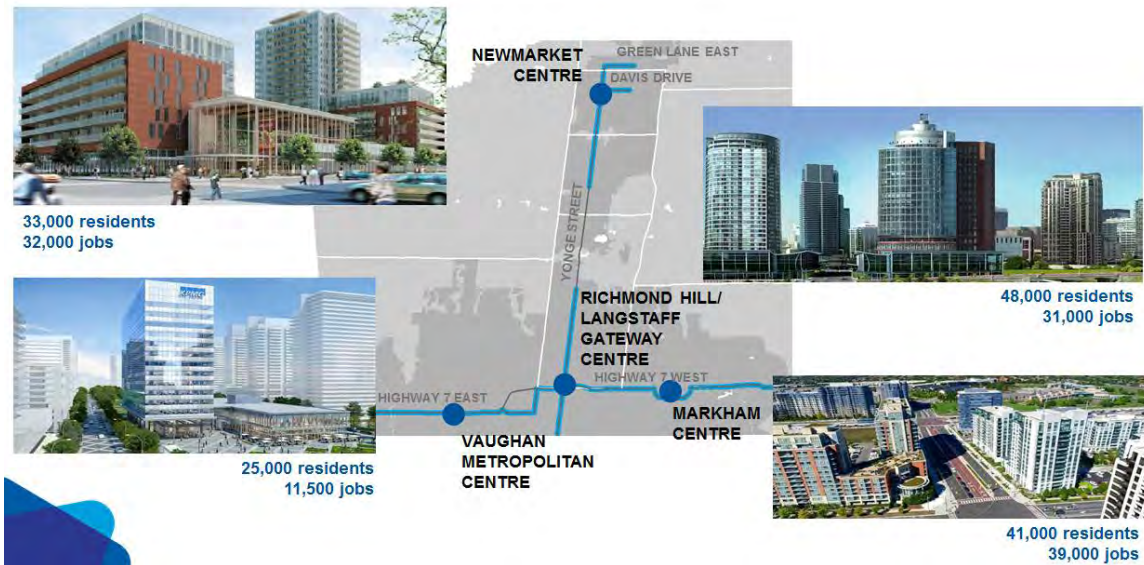 NEWMARKET
CENTRE
GREEN LANE EAST
DAVIS DRIVE
33,000 residents
32,000 jobs
YONGE STREET
48,000 residents
31,000 jobs
KPMG
RICHMOND HILL/
LANGSTAFF
GATEWAY
CENTRE
HIGHWAY 7 WEST
HIGHWAY 7 EAST
MARKHAM
CENTRE
VAUGHAN
METROPOLITAN
CENTRE
25,000 residents
11,500 jobs
41,000 residents
39,000 jobs